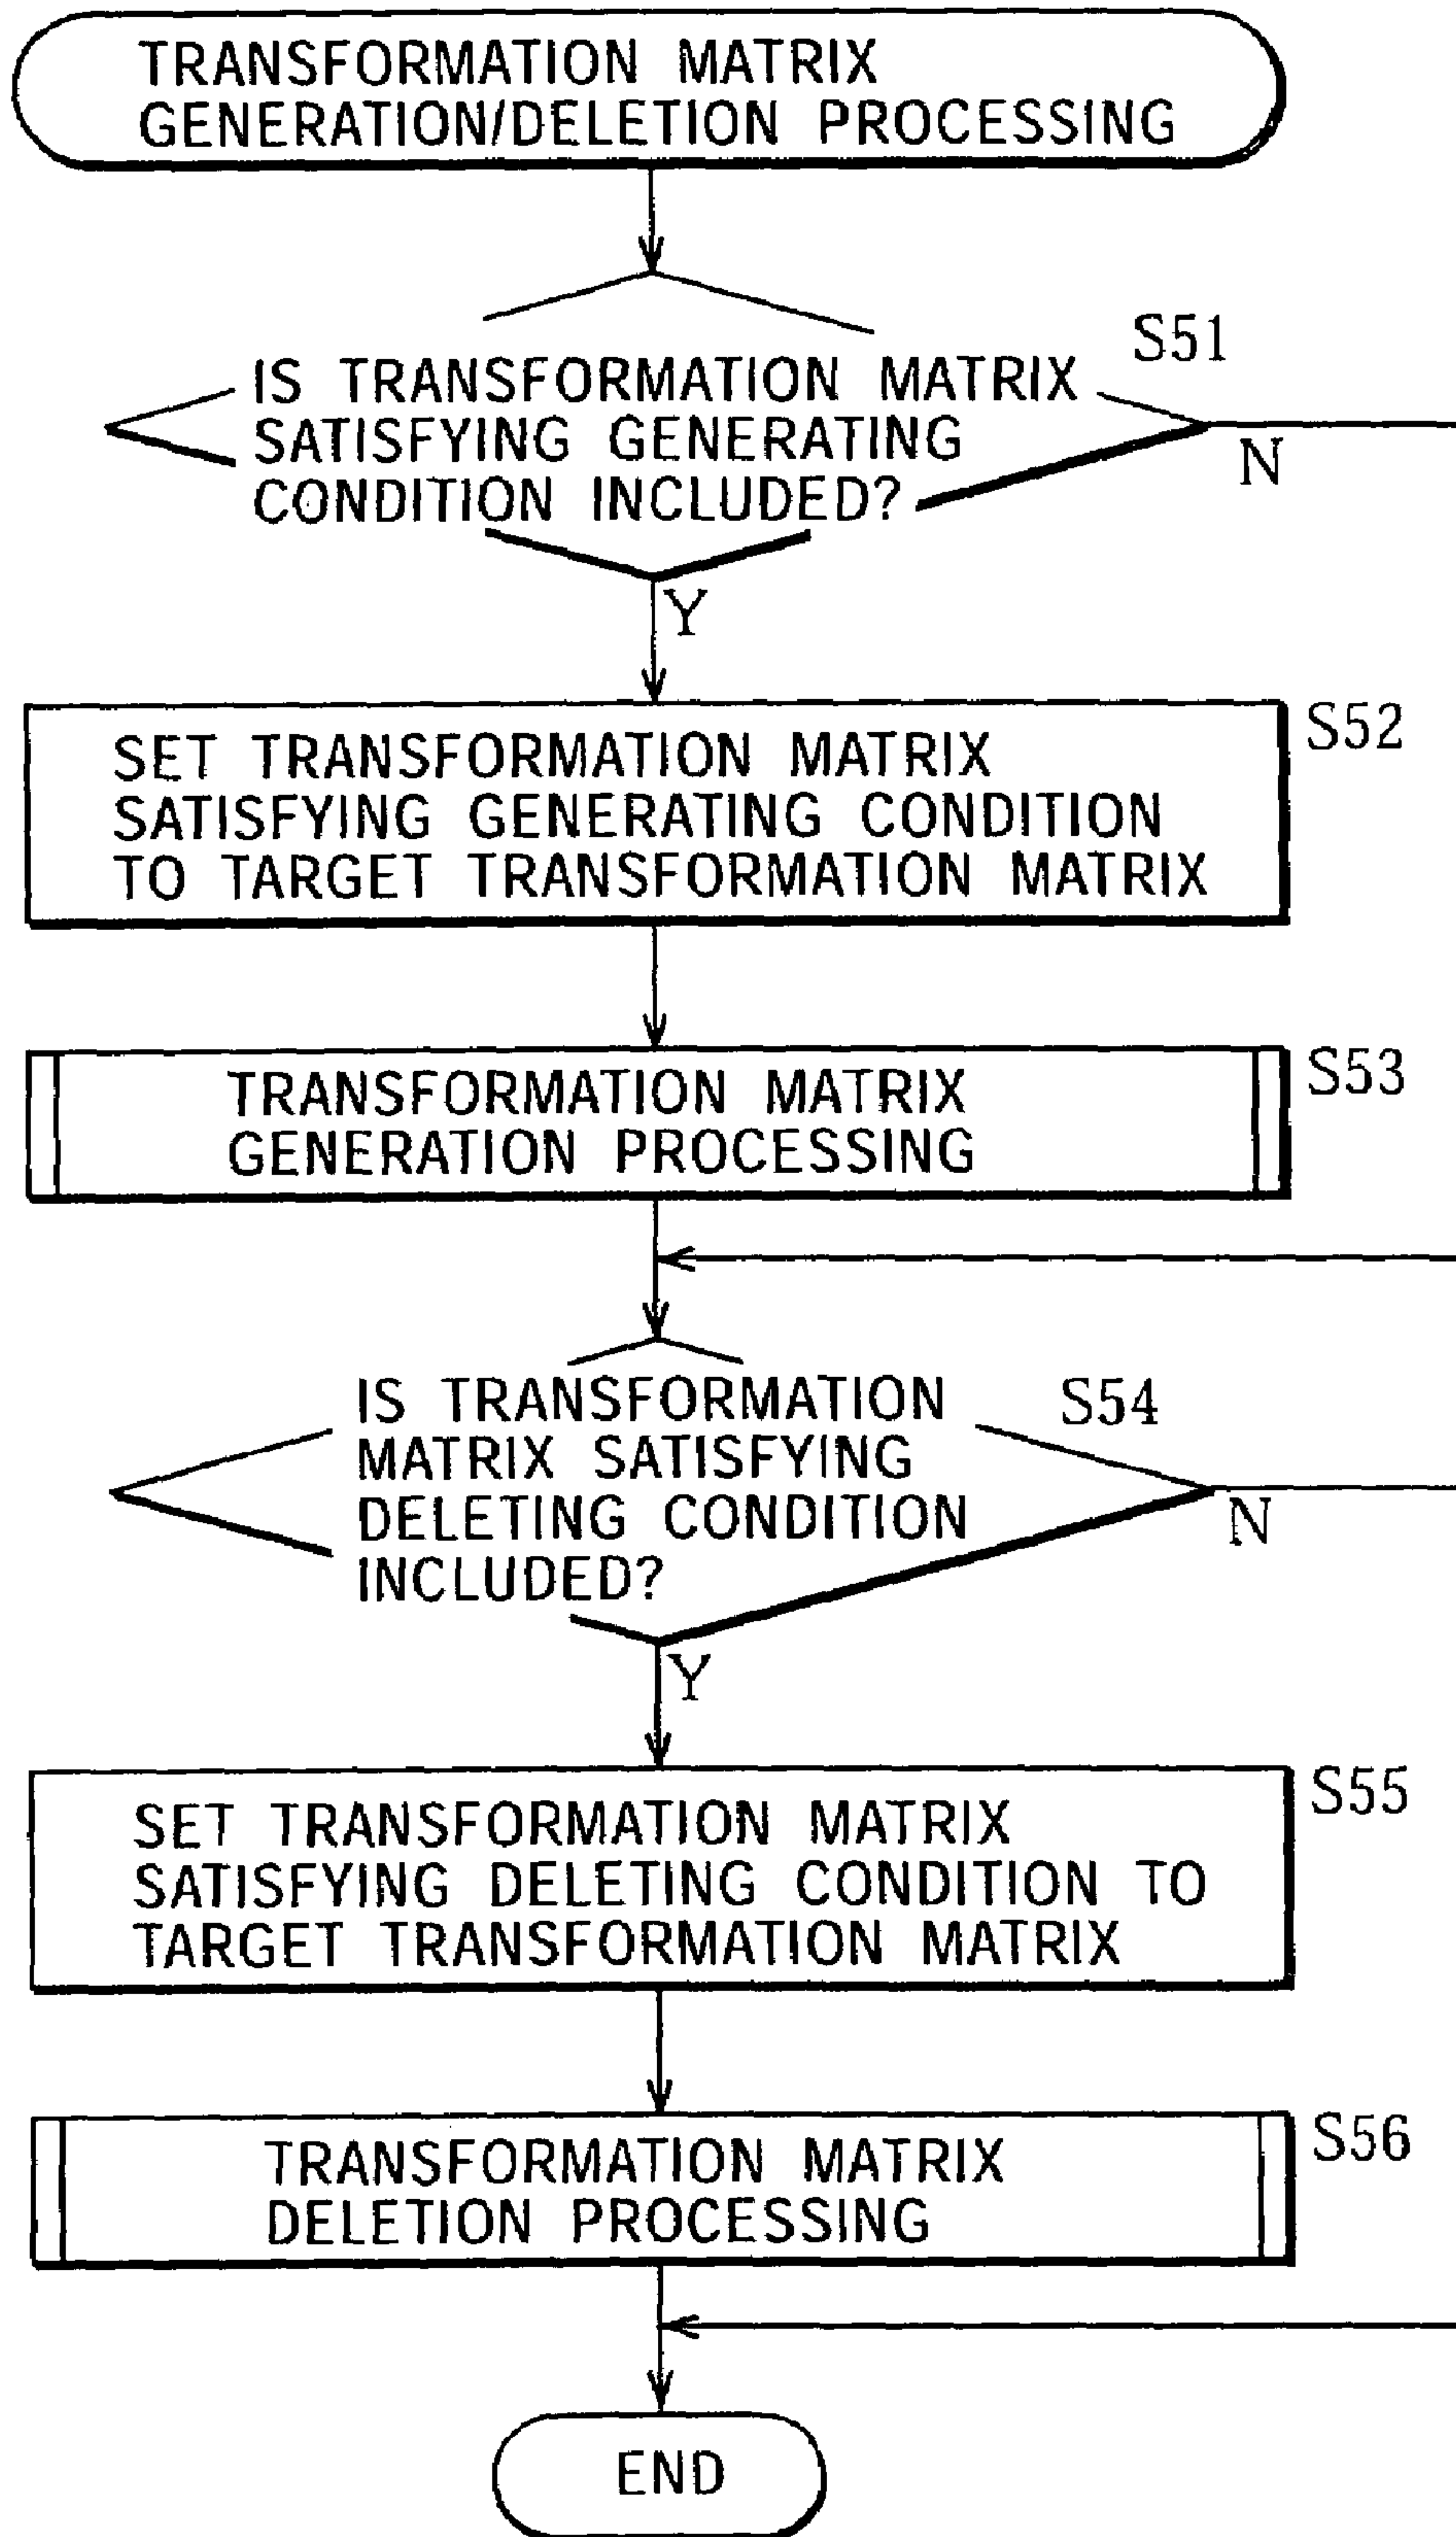 TRANSFORMATION MATRIX
GENERATION/DELETION PROCESSING
S51
IS TRANSFORMATION MATRIX
SATISFYING GENERATING
CONDITION INCLUDED?
N
Y
S52
SET TRANSFORMATION MATRIX
SATISFYING GENERATING CONDITION
TO TARGET TRANSFORMATION MATRIX
S53
TRANSFORMATION MATRIX
GENERATION PROCESSING
S54
IS TRANSFORMATION
MATRIX SATISFYING
DELETING CONDITION
INCLUDED?
N
Y
S55
SET TRANSFORMATION MATRIX
SATISFYING DELETING CONDITION TO
TARGET TRANSFORMATION MATRIX
S56
TRANSFORMATION MATRIX
DELETION PROCESSING
END